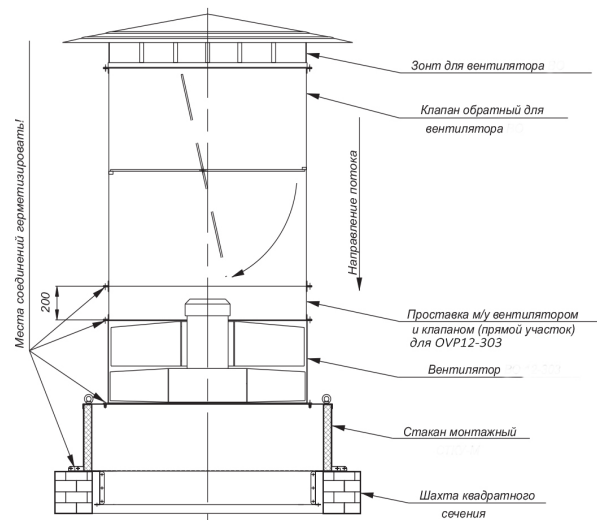 Зонт для вентилятора
Клапан обратный для
вентилятора
Места соединений герметизировать!
Направление потока
200
Проставка м/у вентилятором
и клапаном (прямой участок)
для OVP12-303
Вентилятор
Стакан монтажный
Шахта квадратного
сечения